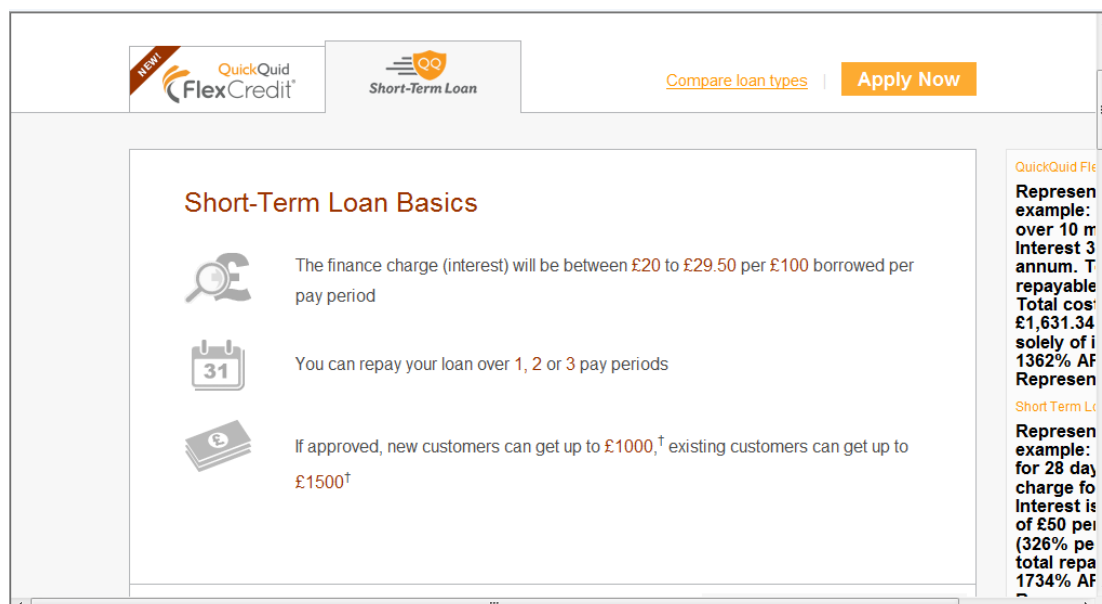 NEW!
QuickQuid
FlexCredit®
QQ
Short-Term Loan
Compare loan types | Apply Now
Short-Term Loan Basics
The finance charge (interest) will be between £20 to £29.50 per £100 borrowed per
pay period
31
You can repay your loan over 1, 2 or 3 pay periods
£
If approved, new customers can get up to £1000,† existing customers can get up to
£1500†
QuickQuid Fle
Represen
example:
over 10 m
Interest 3
annum. T
repayable
Total cos
£1,631.34
solely of i
1362% AP
Represen
Short Term Lo
Represen
example:
for 28 day
charge fo
Interest is
of £50 per
(326% pe
total repa
1734% AP